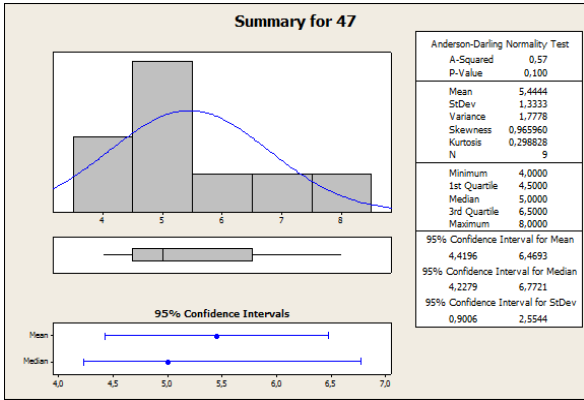 Summary for 47
4 5 6 7 8
95% Confidence Intervals
Mean
Median
4,0 4,5 5,0 5,5 6,0 6,5 7,0
Anderson-Darling Normality Test
A-Squared 0,57
P-Value 0,100
Mean 5,4444
StDev 1,3333
Variance 1,7778
Skewness 0,965960
Kurtosis 0,298828
N 9
Minimum 4,0000
1st Quartile 4,5000
Median 5,0000
3rd Quartile 6,5000
Maximum 8,0000
95% Confidence Interval for Mean
4,4196 6,4693
95% Confidence Interval for Median
4,2279 6,7721
95% Confidence Interval for StDev
0,9006 2,5544